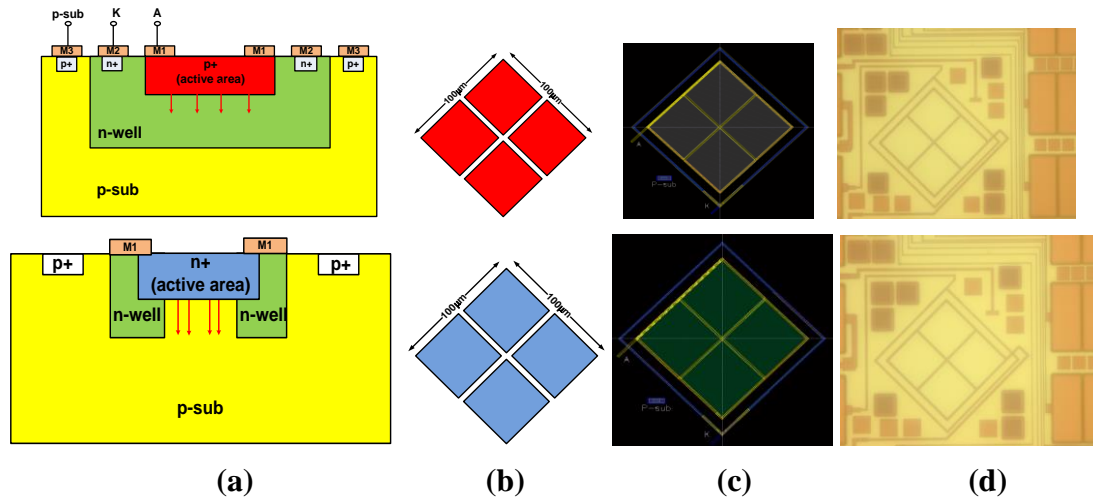 p-sub K A
M3 M2 M1 M1 M2 M3
p+ n+ p+ n+ p+
(active area)
n-well
p-sub
100μm 100μm
A
P-sub
K
M1 M1
p+ n+ p+
(active area)
n-well n-well
p-sub
100μm 100μm
A
P-sub
K
(a) (b) (c) (d)